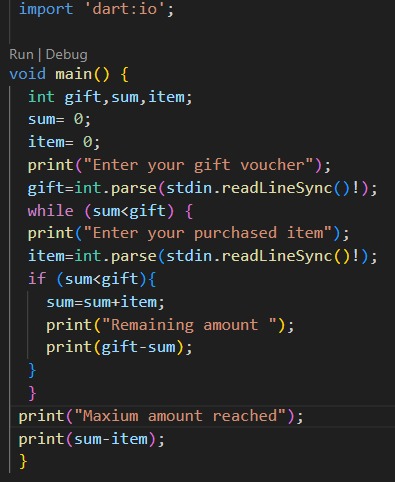 import 'dart:io';
Run | Debug
void main() {
int gift,sum,item;
sum= 0;
item= 0;
print("Enter your gift voucher");
gift=int.parse(stdin.readLineSync()!);
while (sum<gift) {
print("Enter your purchased item");
item=int.parse(stdin.readLineSync()!);
if (sum<gift){
sum=sum+item;
print("Remaining amount ");
print(gift-sum);
}
}
print("Maxium amount reached");
print(sum-item);
}